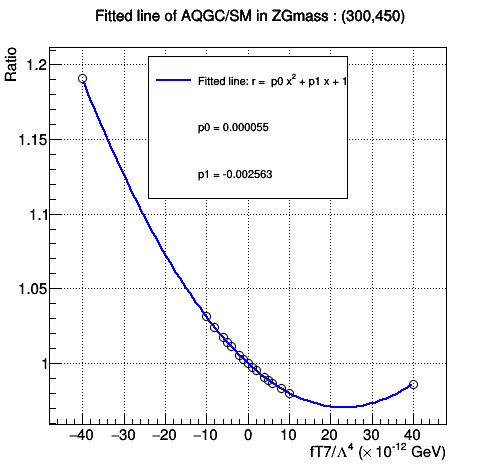 Fitted line of AQGC/SM in ZGmass : (300,450)
Ratio
1.2
1.15
1.1
1.05
1
Fitted line: r = p0 x² + p1 x + 1
p0 = 0.000055
p1 = -0.002563
−40 −30 −20 −10 0 10 20 30 40
fT7/Λ⁴ (× 10⁻¹² GeV)